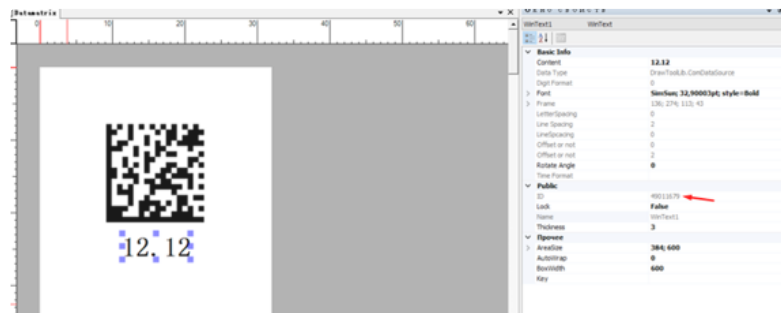 Datamatrix
0 10 20 30 40 50 60
12.12
WinText1 WinText
Basic Info
Content 12.12
Data Type DrawToolLib.ComDataSource
Digit Format 0
Font SimSun; 32,90003pt; style=Bold
Frame 136; 274; 113; 43
LetterSpacing 0
Line Spacing 2
LineSpcacing 0
Offset or not 0
Offset or not 2
Rotate Angle 0
Time Format
Public
ID 49011679
Lock False
Name WinText1
Thickness 3
Прочее
AreaSize 384; 600
AutoWrap 0
BoxWidth 600
Key